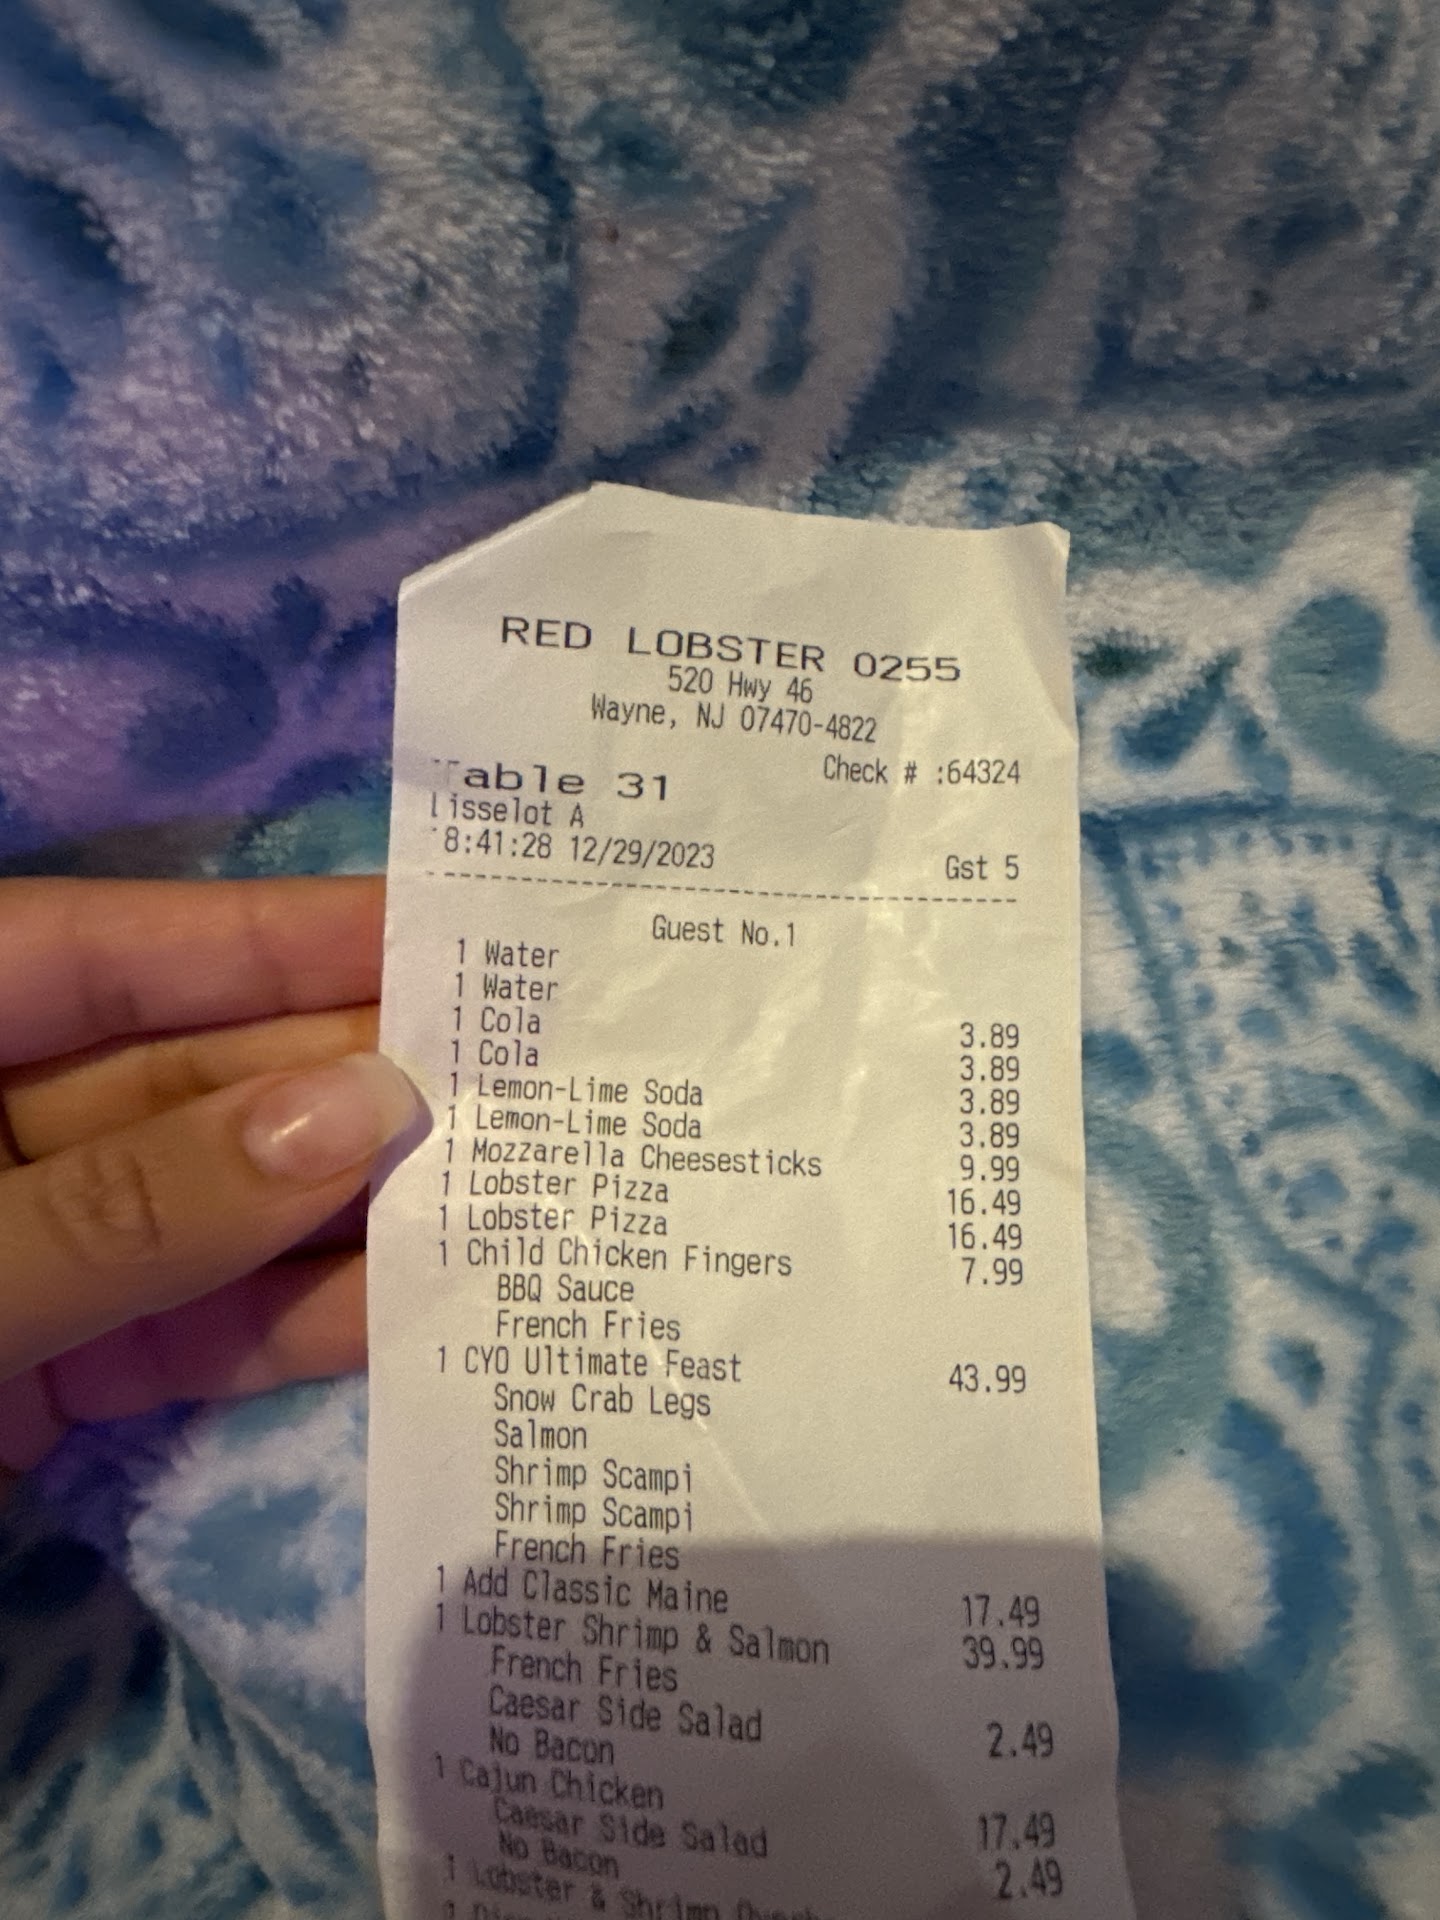 RED LOBSTER 0255
520 Hwy 46
Wayne, NJ 07470-4822
Table 31 Check # :64324
Lisselot A
8:41:28 12/29/2023 Gst 5
Guest No.1
1 Water
1 Water
1 Cola 3.89
1 Cola 3.89
1 Lemon-Lime Soda 3.89
1 Lemon-Lime Soda 3.89
1 Mozzarella Cheesesticks 9.99
1 Lobster Pizza 16.49
1 Lobster Pizza 16.49
1 Child Chicken Fingers 7.99
BBQ Sauce
French Fries
1 CYO Ultimate Feast 43.99
Snow Crab Legs
Salmon
Shrimp Scampi
Shrimp Scampi
French Fries
1 Add Classic Maine 17.49
1 Lobster Shrimp & Salmon 39.99
French Fries
Caesar Side Salad 2.49
No Bacon
1 Cajun Chicken 17.49
Caesar Side Salad 2.49
No Bacon
1 Lobster & Shrimp
1